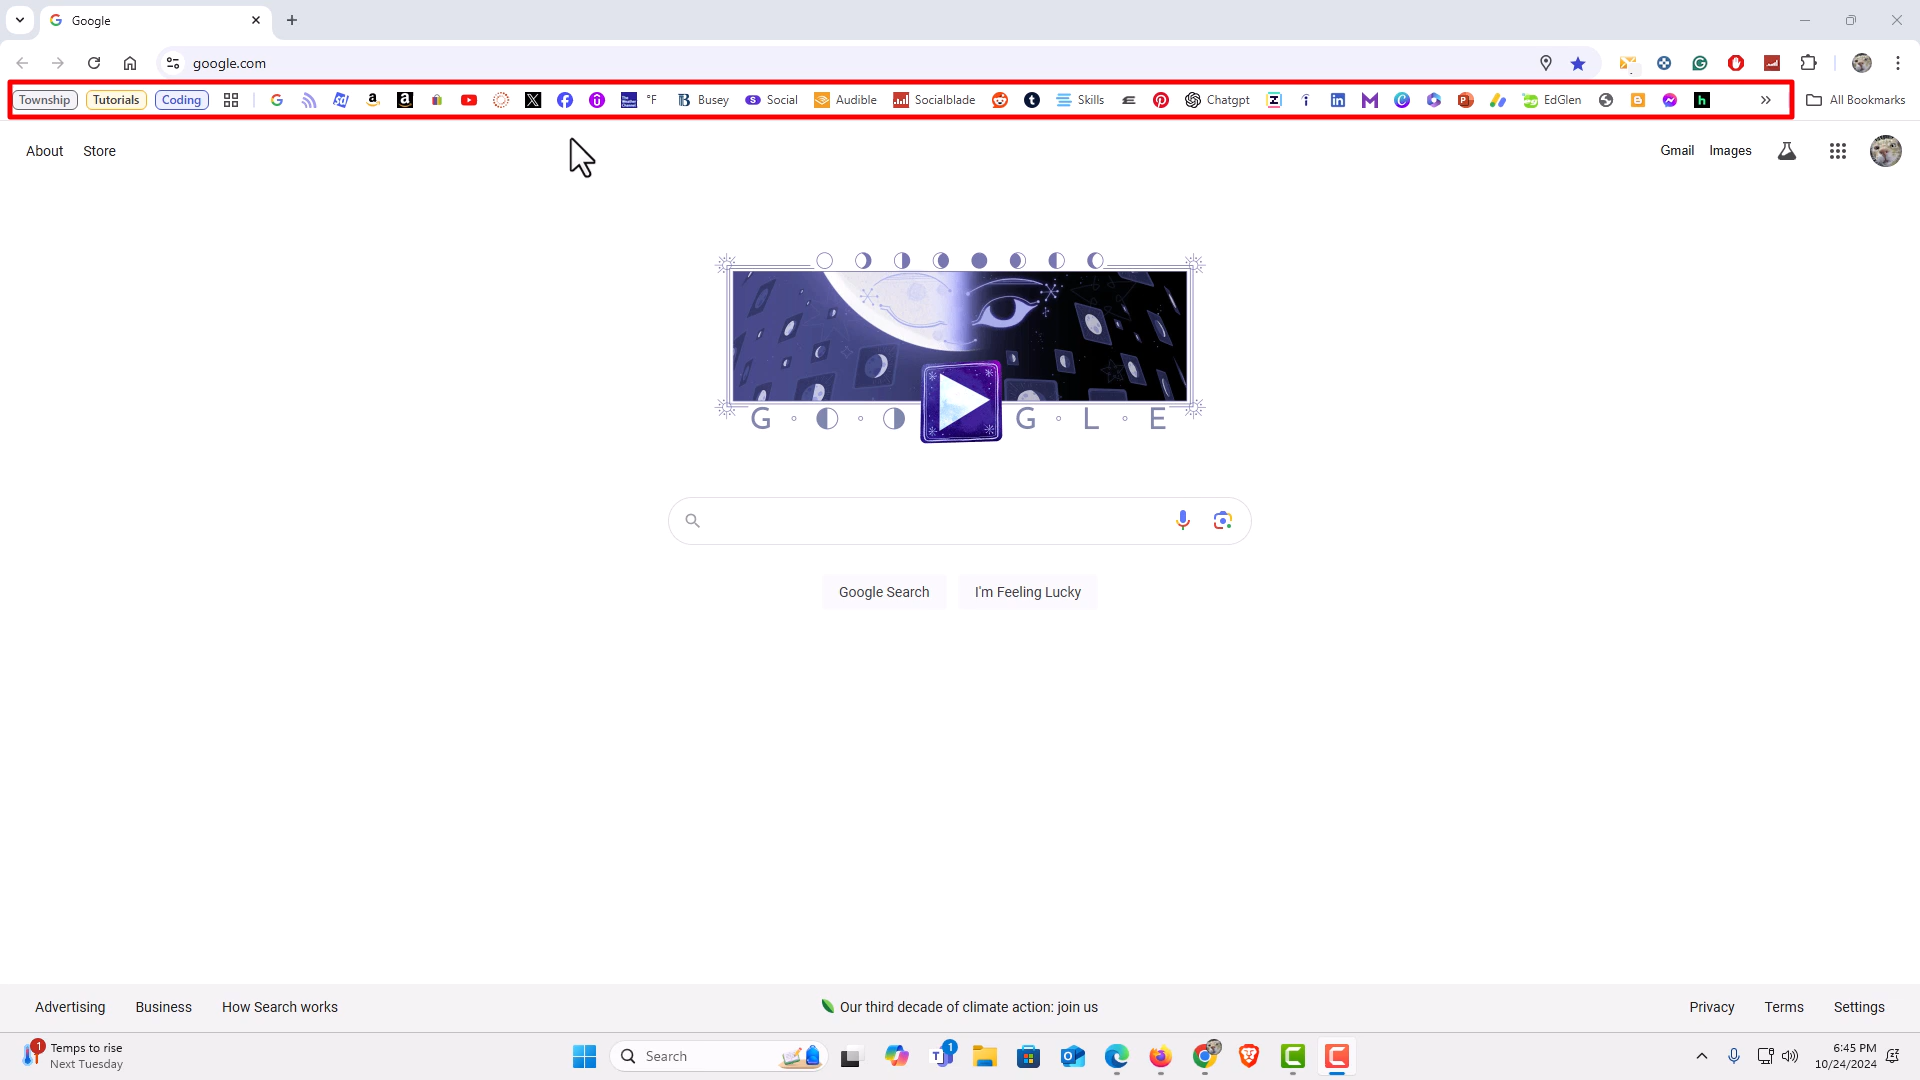 Google
google.com
Township Tutorials Coding °F Busey Social Audible Socialblade Skills Chatgpt EdGlen All Bookmarks
About Store Gmail Images
G O O G L E
Google Search I'm Feeling Lucky
Advertising Business How Search works Our third decade of climate action: join us Privacy Terms Settings
1 Temps to rise
Next Tuesday
Search
1
6:45 PM
10/24/2024